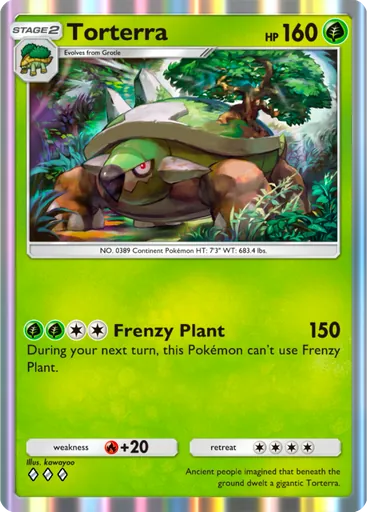 STAGE 2
Torterra
HP 160
Evolves from Grotle
NO. 0389 Continent Pokémon HT: 7'3" WT: 683.4 lbs.
Frenzy Plant 150
During your next turn, this Pokémon can't use Frenzy
Plant.
weakness +20
retreat
Illus. kawayoo
Ancient people imagined that beneath the
ground dwelt a gigantic Torterra.